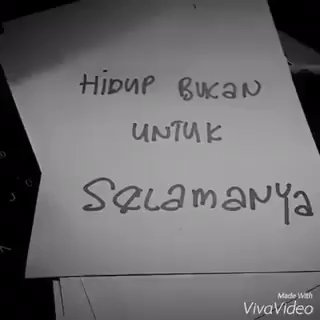 HIDUP BUKAN
UNTUK
SELAMANYA
Made With
VivaVideo